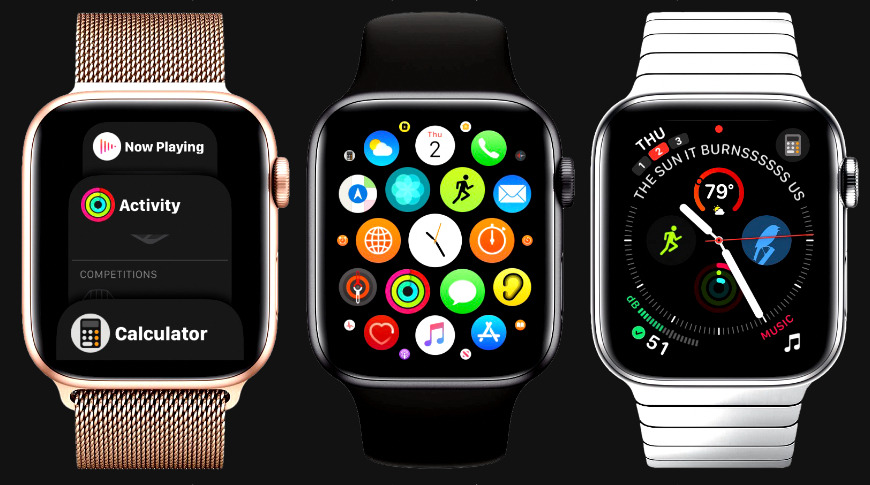 Now Playing
Activity
COMPETITIONS
Calculator
Thu
2
THU
1 2 3
THE SUN IT BURNSSSSSS US
79°
dB
51
MUSIC